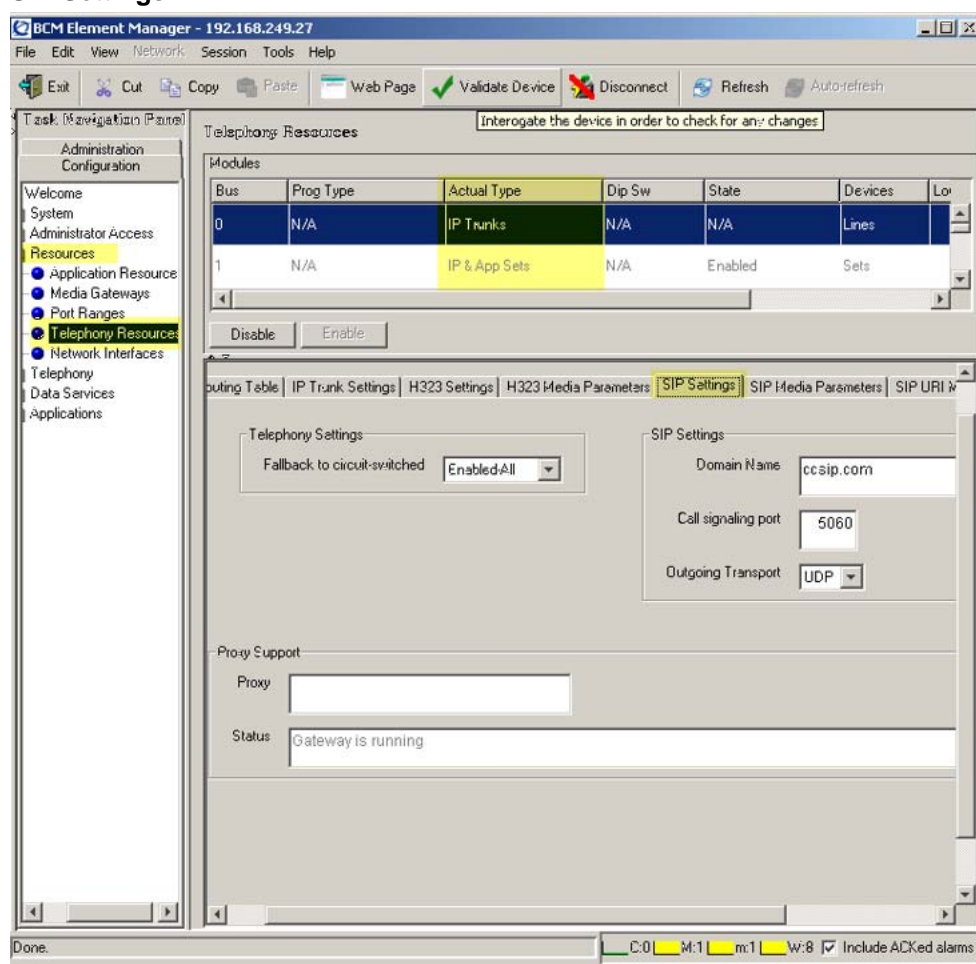 BCM Element Manager - 192.168.249.27
File Edit View Network Session Tools Help
Exit Cut Copy Paste Web Page Validate Device Disconnect Refresh Auto-refresh
Interogate the device in order to check for any changes
Task Navigation Panel
Administration
Configuration
Welcome
System
Administrator Access
Resources
Application Resource
Media Gateways
Port Ranges
Telephony Resources
Network Interfaces
Telephony
Data Services
Applications
Telephony Resources
Modules
Bus Prog Type Actual Type Dip Sw State Devices Lo
0 N/A IP Trunks N/A N/A Lines
1 N/A IP & App Sets N/A Enabled Sets
Disable Enable
outing Table IP Trunk Settings H323 Settings H323 Media Parameters SIP Settings SIP Media Parameters SIP URI
Telephony Settings
Fallback to circuit-switched Enabled-All
SIP Settings
Domain Name ccsip.com
Call signaling port 5060
Outgoing Transport UDP
Proxy Support
Proxy
Status Gateway is running
Done.
C:0 M:1 m:1 W:8 Include ACKed alarms